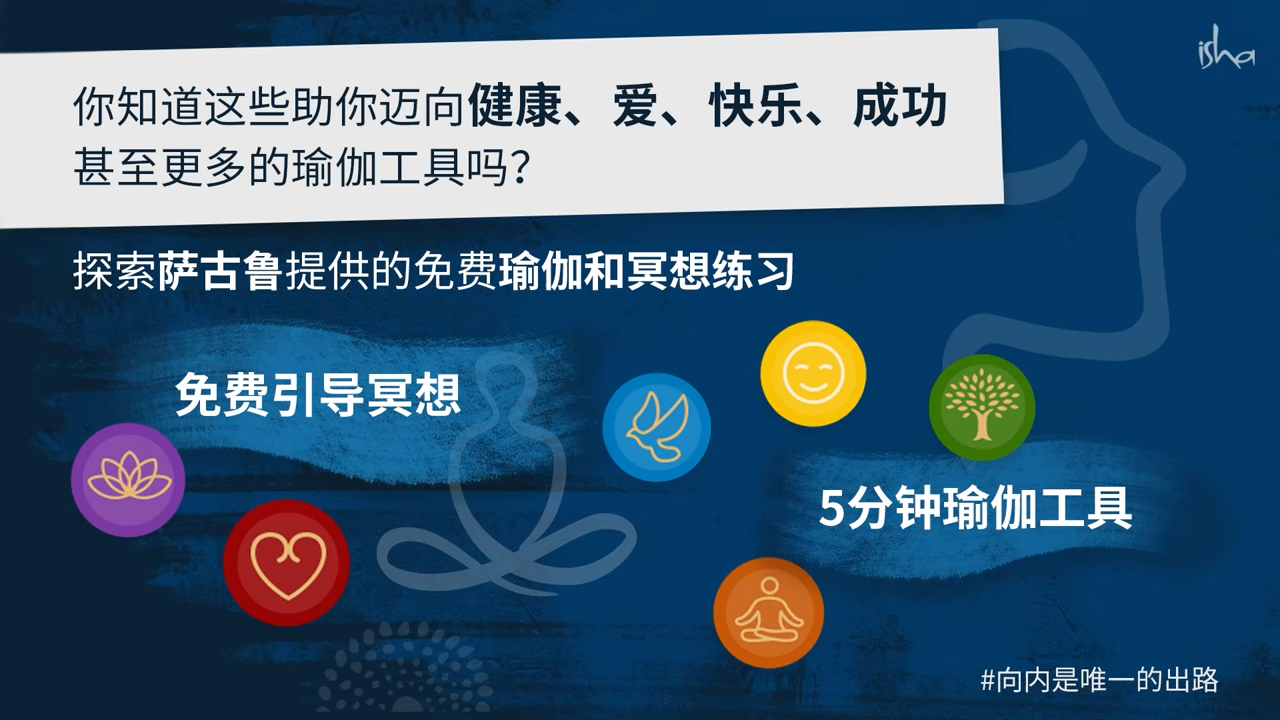 isha
你知道这些助你迈向健康、爱、快乐、成功
甚至更多的瑜伽工具吗？
探索萨古鲁提供的免费瑜伽和冥想练习
免费引导冥想
5分钟瑜伽工具
#向内是唯一的出路